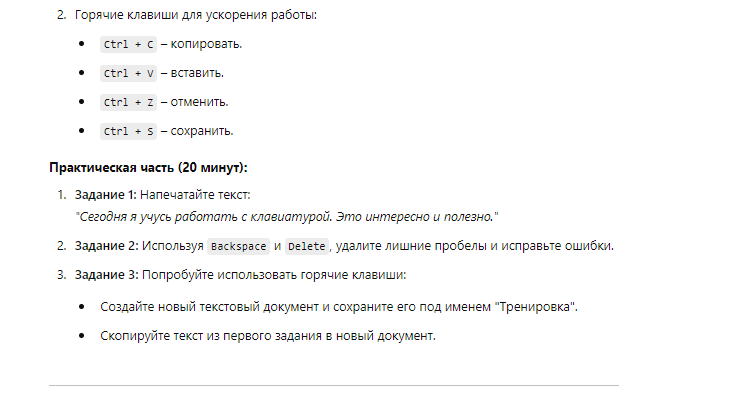 2. Горячие клавиши для ускорения работы:
• Ctrl + C – копировать.
• Ctrl + V – вставить.
• Ctrl + Z – отменить.
• Ctrl + S – сохранить.
Практическая часть (20 минут):
1. Задание 1: Напечатайте текст:
"Сегодня я учусь работать с клавиатурой. Это интересно и полезно."
2. Задание 2: Используя Backspace и Delete, удалите лишние пробелы и исправьте ошибки.
3. Задание 3: Попробуйте использовать горячие клавиши:
• Создайте новый текстовый документ и сохраните его под именем "Тренировка".
• Скопируйте текст из первого задания в новый документ.